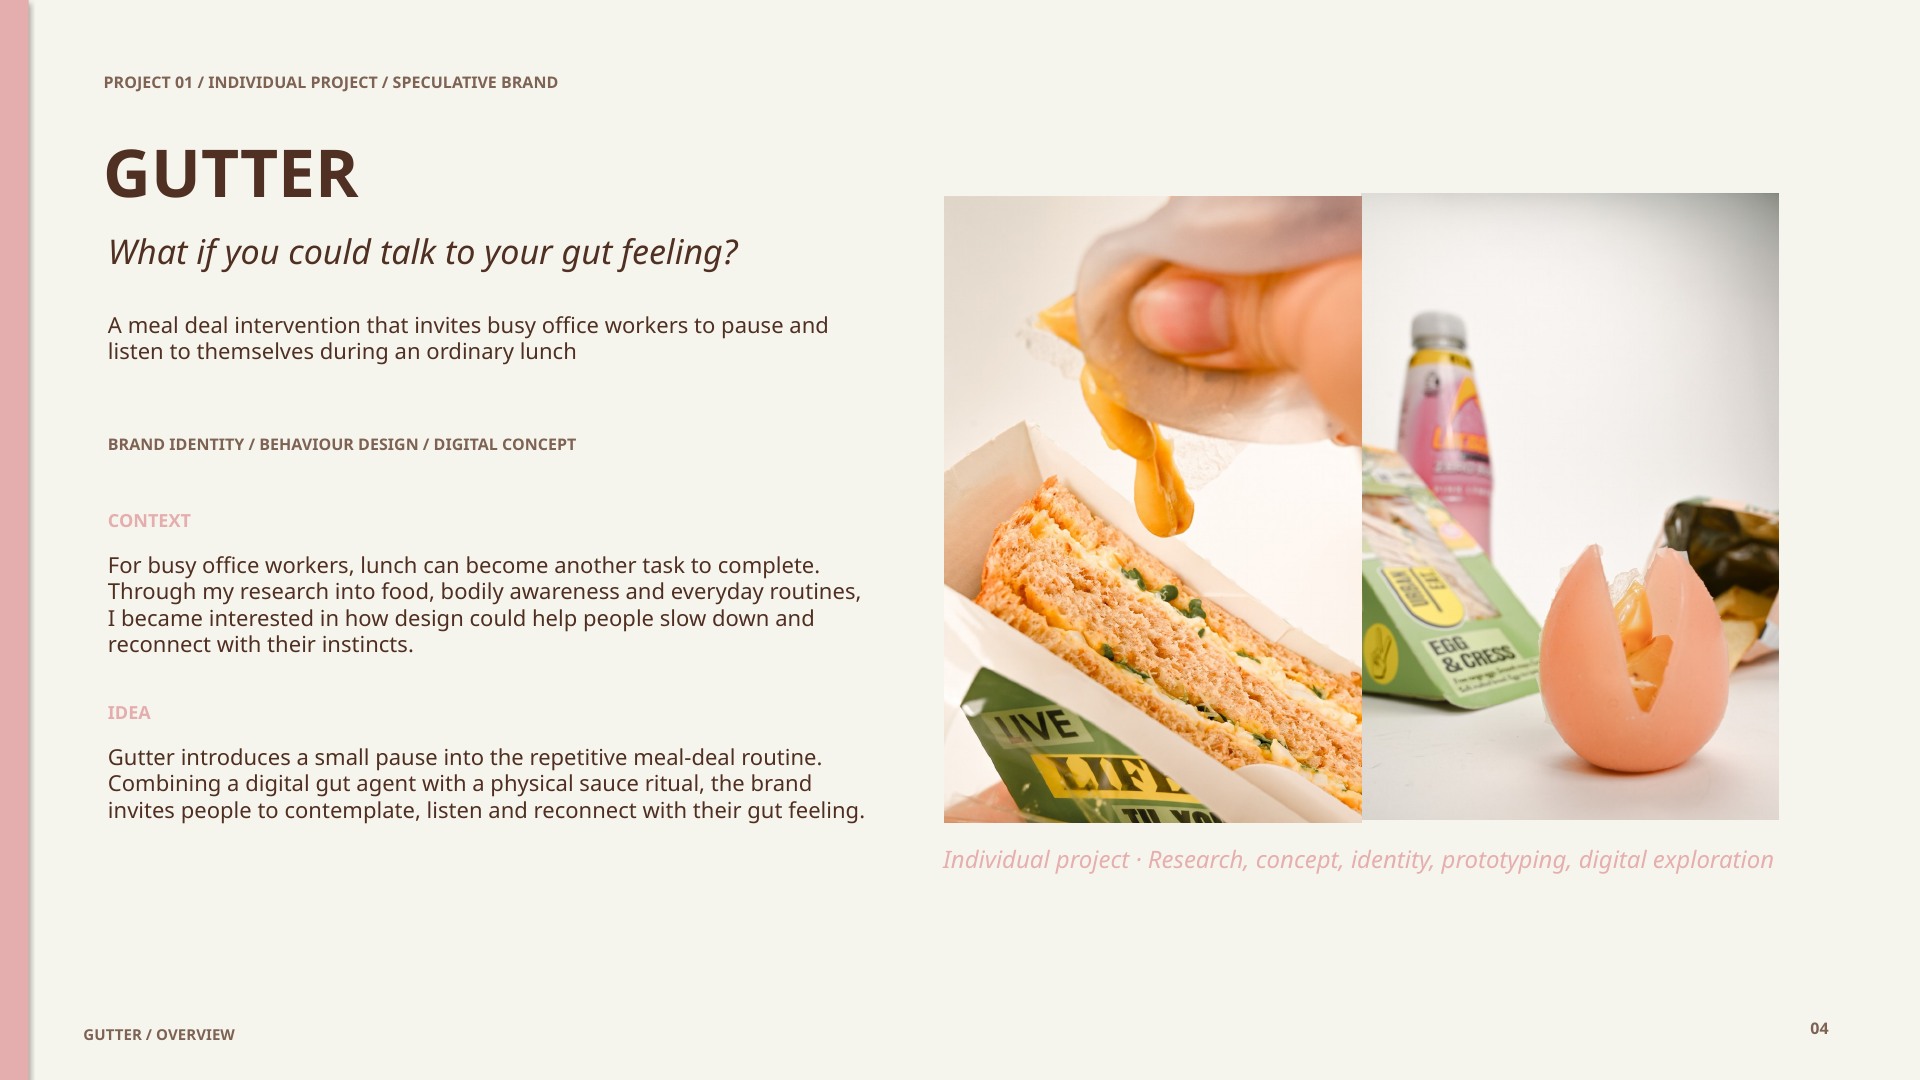 PROJECT 01 / INDIVIDUAL PROJECT / SPECULATIVE BRAND
GUTTER
What if you could talk to your gut feeling?
A meal deal intervention that invites busy office workers to pause and
listen to themselves during an ordinary lunch
BRAND IDENTITY / BEHAVIOUR DESIGN / DIGITAL CONCEPT
CONTEXT
For busy office workers, lunch can become another task to complete.
Through my research into food, bodily awareness and everyday routines,
I became interested in how design could help people slow down and
reconnect with their instincts.
IDEA
Gutter introduces a small pause into the repetitive meal-deal routine.
Combining a digital gut agent with a physical sauce ritual, the brand
invites people to contemplate, listen and reconnect with their gut feeling.
LIVE
URBAN
EAT
EGG
& CRESS
Individual project · Research, concept, identity, prototyping, digital exploration
GUTTER / OVERVIEW
04